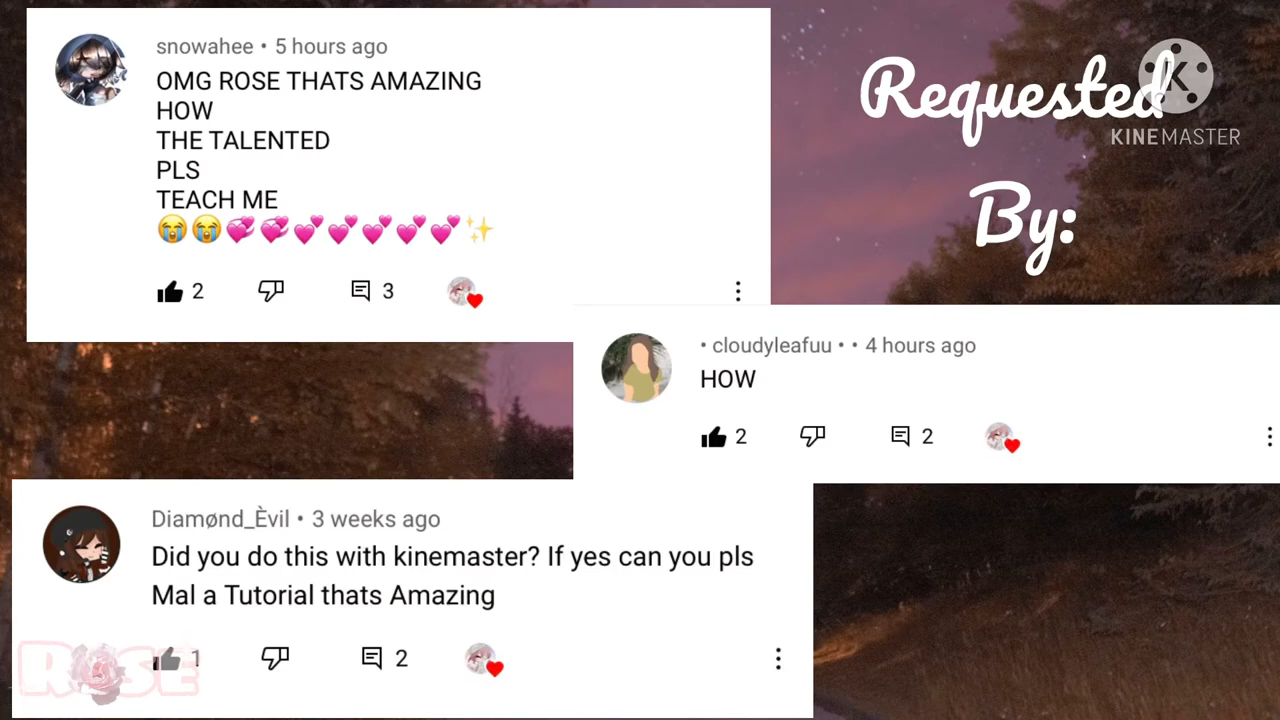 snowahee • 5 hours ago
OMG ROSE THATS AMAZING
HOW
THE TALENTED
PLS
TEACH ME
😭😭💞💞💕💕💕💕💕✨
2 3
Requested
By:
KINEMASTER
• cloudyleafuu • • 4 hours ago
HOW
2 2
Diamønd_Èvil • 3 weeks ago
Did you do this with kinemaster? If yes can you pls
Mal a Tutorial thats Amazing
1 2
ROSE